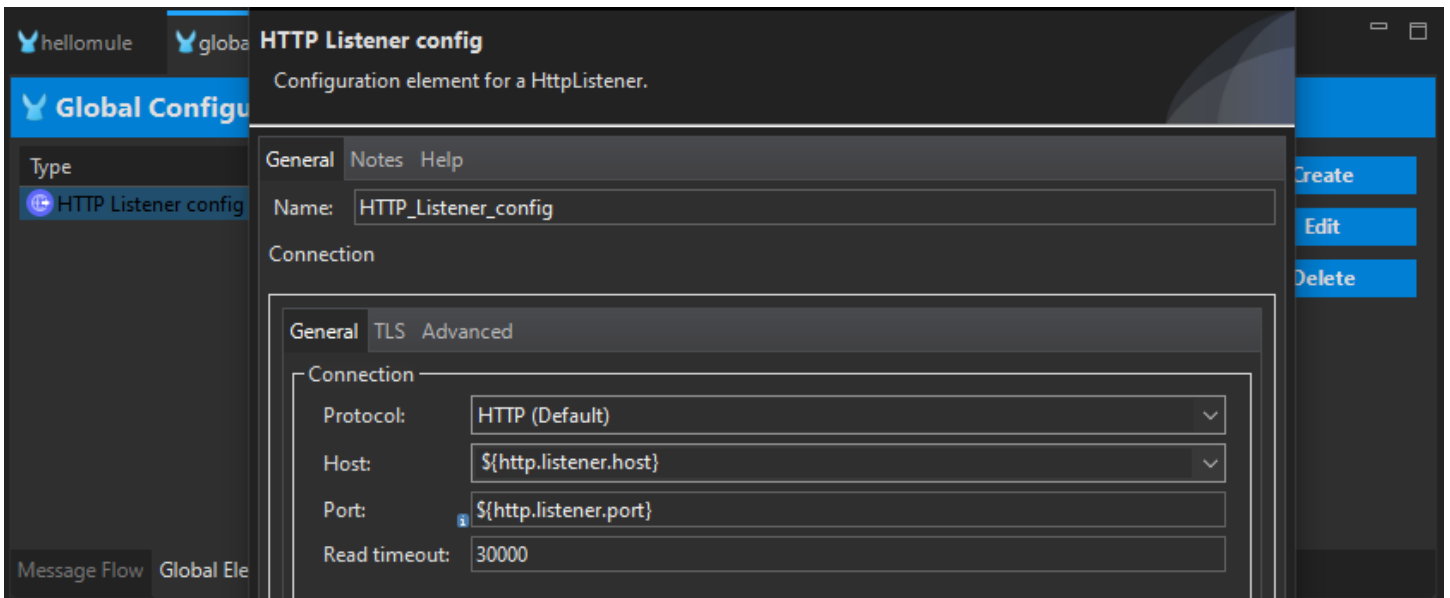 hellomule
globa
Global Configu
Type
HTTP Listener config
Message Flow Global Ele
HTTP Listener config
Configuration element for a HttpListener.
General Notes Help
Name: HTTP_Listener_config
Connection
General TLS Advanced
Connection
Protocol: HTTP (Default)
Host: ${http.listener.host}
Port: ${http.listener.port}
Read timeout: 30000
Create
Edit
Delete